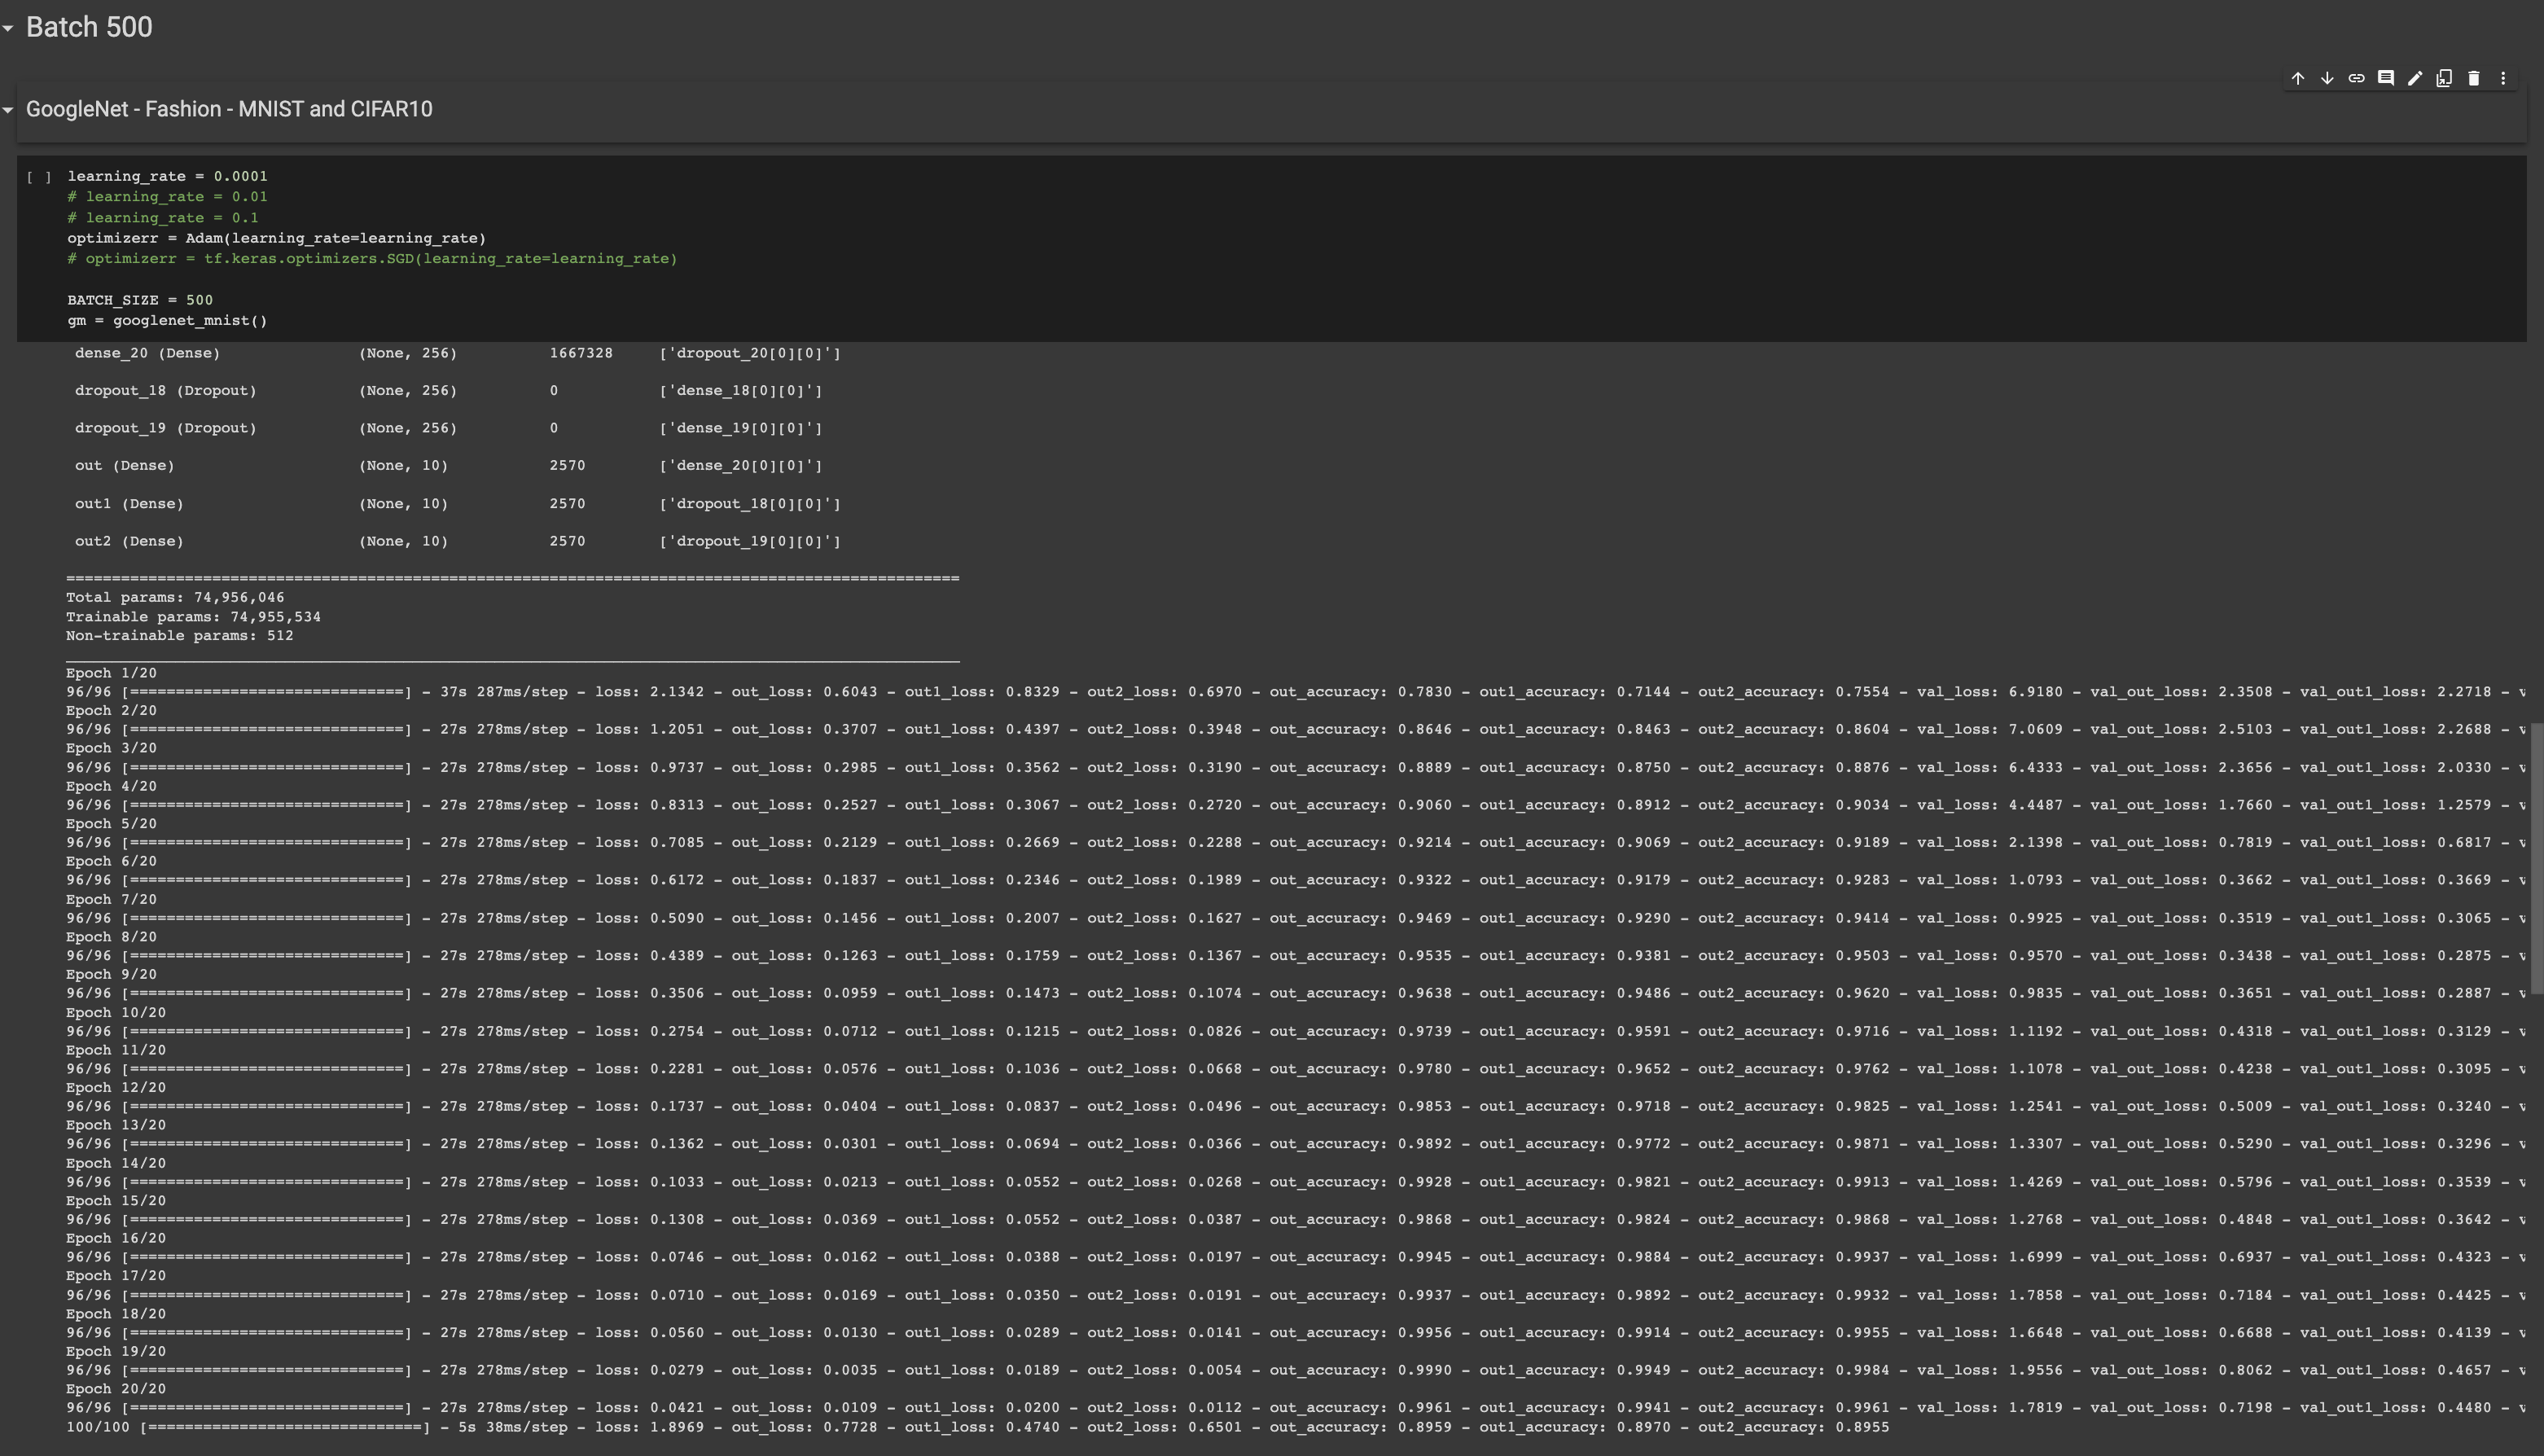 Batch 500
GoogleNet - Fashion - MNIST and CIFAR10
[ ] learning_rate = 0.0001
# learning_rate = 0.01
# learning_rate = 0.1
optimizerr = Adam(learning_rate=learning_rate)
# optimizerr = tf.keras.optimizers.SGD(learning_rate=learning_rate)
BATCH_SIZE = 500
gm = googlenet_mnist()
dense_20 (Dense) (None, 256) 1667328 ['dropout_20[0][0]']
dropout_18 (Dropout) (None, 256) 0 ['dense_18[0][0]']
dropout_19 (Dropout) (None, 256) 0 ['dense_19[0][0]']
out (Dense) (None, 10) 2570 ['dense_20[0][0]']
out1 (Dense) (None, 10) 2570 ['dropout_18[0][0]']
out2 (Dense) (None, 10) 2570 ['dropout_19[0][0]']
==================================================================================================
Total params: 74,956,046
Trainable params: 74,955,534
Non-trainable params: 512
__________________________________________________________________________________________________
Epoch 1/20
96/96 [==============================] - 37s 287ms/step - loss: 2.1342 - out_loss: 0.6043 - out1_loss: 0.8329 - out2_loss: 0.6970 - out_accuracy: 0.7830 - out1_accuracy: 0.7144 - out2_accuracy: 0.7554 - val_loss: 6.9180 - val_out_loss: 2.3508 - val_out1_loss: 2.2718 - v
Epoch 2/20
96/96 [==============================] - 27s 278ms/step - loss: 1.2051 - out_loss: 0.3707 - out1_loss: 0.4397 - out2_loss: 0.3948 - out_accuracy: 0.8646 - out1_accuracy: 0.8463 - out2_accuracy: 0.8604 - val_loss: 7.0609 - val_out_loss: 2.5103 - val_out1_loss: 2.2688 - v
Epoch 3/20
96/96 [==============================] - 27s 278ms/step - loss: 0.9737 - out_loss: 0.2985 - out1_loss: 0.3562 - out2_loss: 0.3190 - out_accuracy: 0.8889 - out1_accuracy: 0.8750 - out2_accuracy: 0.8876 - val_loss: 6.4333 - val_out_loss: 2.3656 - val_out1_loss: 2.0330 - v
Epoch 4/20
96/96 [==============================] - 27s 278ms/step - loss: 0.8313 - out_loss: 0.2527 - out1_loss: 0.3067 - out2_loss: 0.2720 - out_accuracy: 0.9060 - out1_accuracy: 0.8912 - out2_accuracy: 0.9034 - val_loss: 4.4487 - val_out_loss: 1.7660 - val_out1_loss: 1.2579 - v
Epoch 5/20
96/96 [==============================] - 27s 278ms/step - loss: 0.7085 - out_loss: 0.2129 - out1_loss: 0.2669 - out2_loss: 0.2288 - out_accuracy: 0.9214 - out1_accuracy: 0.9069 - out2_accuracy: 0.9189 - val_loss: 2.1398 - val_out_loss: 0.7819 - val_out1_loss: 0.6817 - v
Epoch 6/20
96/96 [==============================] - 27s 278ms/step - loss: 0.6172 - out_loss: 0.1837 - out1_loss: 0.2346 - out2_loss: 0.1989 - out_accuracy: 0.9322 - out1_accuracy: 0.9179 - out2_accuracy: 0.9283 - val_loss: 1.0793 - val_out_loss: 0.3662 - val_out1_loss: 0.3669 - v
Epoch 7/20
96/96 [==============================] - 27s 278ms/step - loss: 0.5090 - out_loss: 0.1456 - out1_loss: 0.2007 - out2_loss: 0.1627 - out_accuracy: 0.9469 - out1_accuracy: 0.9290 - out2_accuracy: 0.9414 - val_loss: 0.9925 - val_out_loss: 0.3519 - val_out1_loss: 0.3065 - v
Epoch 8/20
96/96 [==============================] - 27s 278ms/step - loss: 0.4389 - out_loss: 0.1263 - out1_loss: 0.1759 - out2_loss: 0.1367 - out_accuracy: 0.9535 - out1_accuracy: 0.9381 - out2_accuracy: 0.9503 - val_loss: 0.9570 - val_out_loss: 0.3438 - val_out1_loss: 0.2875 - v
Epoch 9/20
96/96 [==============================] - 27s 278ms/step - loss: 0.3506 - out_loss: 0.0959 - out1_loss: 0.1473 - out2_loss: 0.1074 - out_accuracy: 0.9638 - out1_accuracy: 0.9486 - out2_accuracy: 0.9620 - val_loss: 0.9835 - val_out_loss: 0.3651 - val_out1_loss: 0.2887 - v
Epoch 10/20
96/96 [==============================] - 27s 278ms/step - loss: 0.2754 - out_loss: 0.0712 - out1_loss: 0.1215 - out2_loss: 0.0826 - out_accuracy: 0.9739 - out1_accuracy: 0.9591 - out2_accuracy: 0.9716 - val_loss: 1.1192 - val_out_loss: 0.4318 - val_out1_loss: 0.3129 - v
Epoch 11/20
96/96 [==============================] - 27s 278ms/step - loss: 0.2281 - out_loss: 0.0576 - out1_loss: 0.1036 - out2_loss: 0.0668 - out_accuracy: 0.9780 - out1_accuracy: 0.9652 - out2_accuracy: 0.9762 - val_loss: 1.1078 - val_out_loss: 0.4238 - val_out1_loss: 0.3095 - v
Epoch 12/20
96/96 [==============================] - 27s 278ms/step - loss: 0.1737 - out_loss: 0.0404 - out1_loss: 0.0837 - out2_loss: 0.0496 - out_accuracy: 0.9853 - out1_accuracy: 0.9718 - out2_accuracy: 0.9825 - val_loss: 1.2541 - val_out_loss: 0.5009 - val_out1_loss: 0.3240 - v
Epoch 13/20
96/96 [==============================] - 27s 278ms/step - loss: 0.1362 - out_loss: 0.0301 - out1_loss: 0.0694 - out2_loss: 0.0366 - out_accuracy: 0.9892 - out1_accuracy: 0.9772 - out2_accuracy: 0.9871 - val_loss: 1.3307 - val_out_loss: 0.5290 - val_out1_loss: 0.3296 - v
Epoch 14/20
96/96 [==============================] - 27s 278ms/step - loss: 0.1033 - out_loss: 0.0213 - out1_loss: 0.0552 - out2_loss: 0.0268 - out_accuracy: 0.9928 - out1_accuracy: 0.9821 - out2_accuracy: 0.9913 - val_loss: 1.4269 - val_out_loss: 0.5796 - val_out1_loss: 0.3539 - v
Epoch 15/20
96/96 [==============================] - 27s 278ms/step - loss: 0.1308 - out_loss: 0.0369 - out1_loss: 0.0552 - out2_loss: 0.0387 - out_accuracy: 0.9868 - out1_accuracy: 0.9824 - out2_accuracy: 0.9868 - val_loss: 1.2768 - val_out_loss: 0.4848 - val_out1_loss: 0.3642 - v
Epoch 16/20
96/96 [==============================] - 27s 278ms/step - loss: 0.0746 - out_loss: 0.0162 - out1_loss: 0.0388 - out2_loss: 0.0197 - out_accuracy: 0.9945 - out1_accuracy: 0.9884 - out2_accuracy: 0.9937 - val_loss: 1.6999 - val_out_loss: 0.6937 - val_out1_loss: 0.4323 - v
Epoch 17/20
96/96 [==============================] - 27s 278ms/step - loss: 0.0710 - out_loss: 0.0169 - out1_loss: 0.0350 - out2_loss: 0.0191 - out_accuracy: 0.9937 - out1_accuracy: 0.9892 - out2_accuracy: 0.9932 - val_loss: 1.7858 - val_out_loss: 0.7184 - val_out1_loss: 0.4425 - v
Epoch 18/20
96/96 [==============================] - 27s 278ms/step - loss: 0.0560 - out_loss: 0.0130 - out1_loss: 0.0289 - out2_loss: 0.0141 - out_accuracy: 0.9956 - out1_accuracy: 0.9914 - out2_accuracy: 0.9955 - val_loss: 1.6648 - val_out_loss: 0.6688 - val_out1_loss: 0.4139 - v
Epoch 19/20
96/96 [==============================] - 27s 278ms/step - loss: 0.0279 - out_loss: 0.0035 - out1_loss: 0.0189 - out2_loss: 0.0054 - out_accuracy: 0.9990 - out1_accuracy: 0.9949 - out2_accuracy: 0.9984 - val_loss: 1.9556 - val_out_loss: 0.8062 - val_out1_loss: 0.4657 - v
Epoch 20/20
96/96 [==============================] - 27s 278ms/step - loss: 0.0421 - out_loss: 0.0109 - out1_loss: 0.0200 - out2_loss: 0.0112 - out_accuracy: 0.9961 - out1_accuracy: 0.9941 - out2_accuracy: 0.9961 - val_loss: 1.7819 - val_out_loss: 0.7198 - val_out1_loss: 0.4480 - v
100/100 [==============================] - 5s 38ms/step - loss: 1.8969 - out_loss: 0.7728 - out1_loss: 0.4740 - out2_loss: 0.6501 - out_accuracy: 0.8959 - out1_accuracy: 0.8970 - out2_accuracy: 0.8955